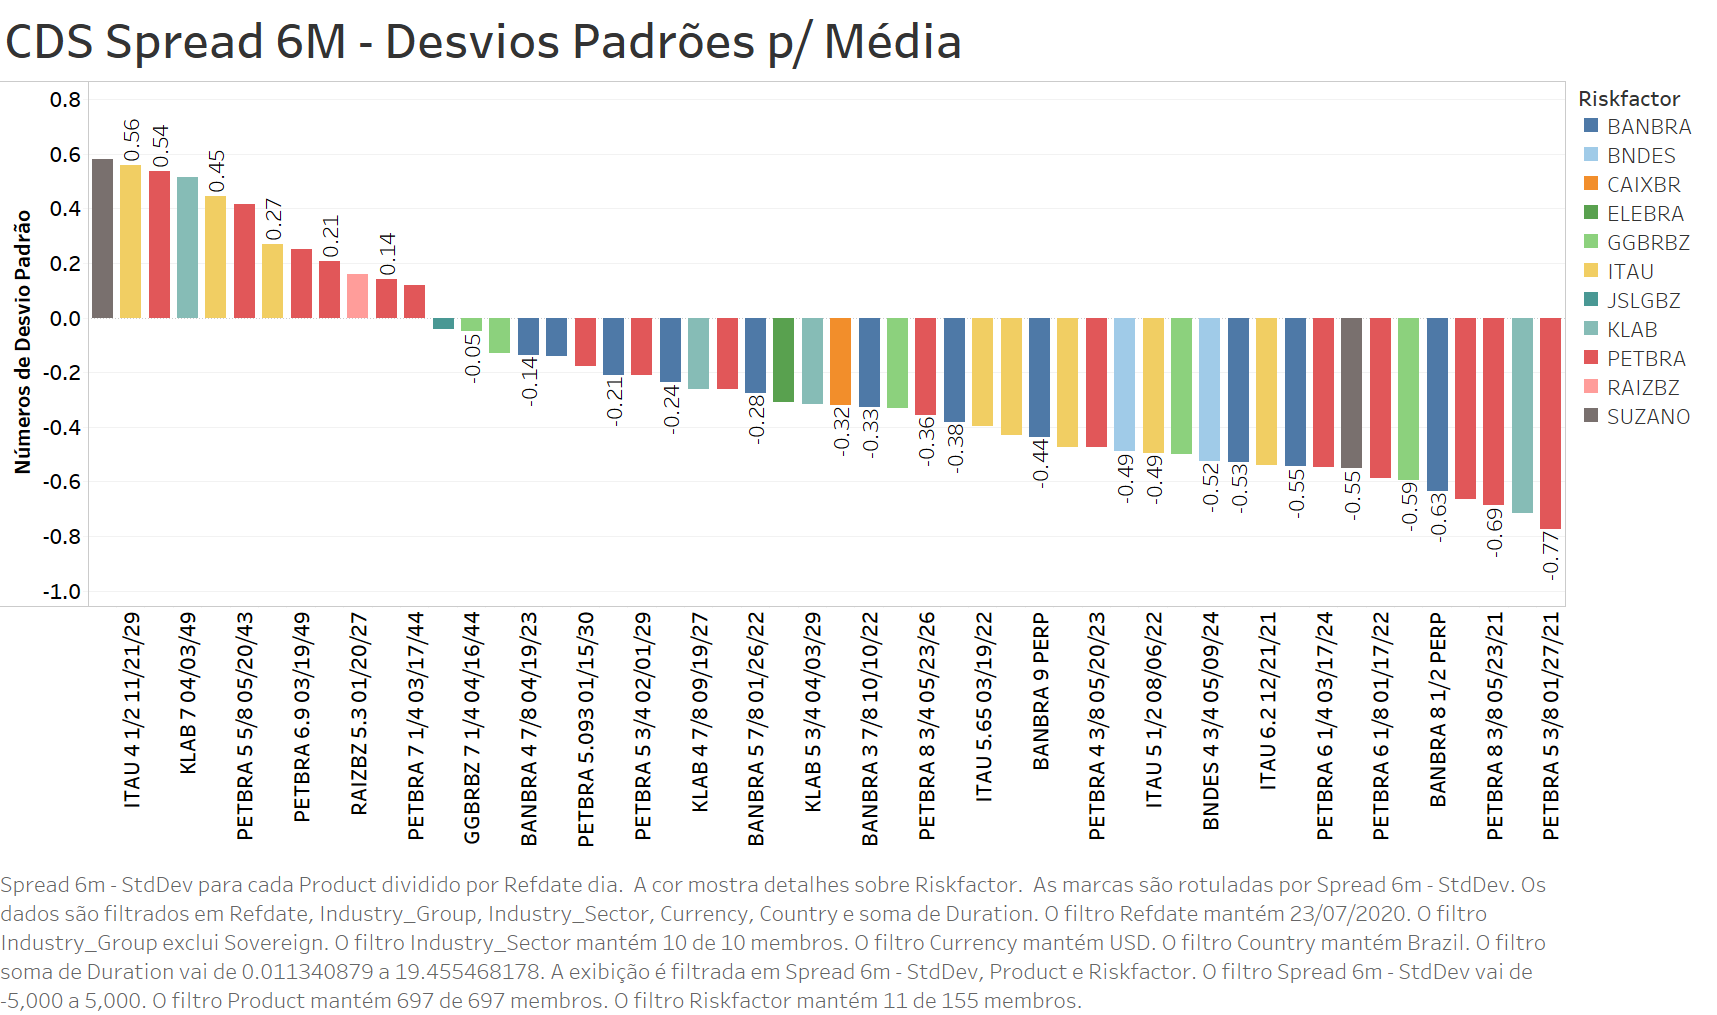 CDS Spread 6M - Desvios Padrões p/ Média
Números de Desvio Padrão
0.8
0.6
0.4
0.2
0.0
-0.2
-0.4
-0.6
-0.8
-1.0
0.56
0.54
0.45
0.27
0.21
0.14
-0.05
-0.14
-0.21
-0.24
-0.28
-0.32
-0.33
-0.36
-0.38
-0.44
-0.49
-0.49
-0.52
-0.53
-0.55
-0.55
-0.59
-0.63
-0.69
-0.77
ITAU 4 1/2 11/21/29
KLAB 7 04/03/49
PETBRA 5 5/8 05/20/43
PETBRA 6.9 03/19/49
RAIZBZ 5.3 01/20/27
PETBRA 7 1/4 03/17/44
GGBRBZ 7 1/4 04/16/44
BANBRA 4 7/8 04/19/23
PETBRA 5.093 01/15/30
PETBRA 5 3/4 02/01/29
KLAB 4 7/8 09/19/27
BANBRA 5 7/8 01/26/22
KLAB 5 3/4 04/03/29
BANBRA 3 7/8 10/10/22
PETBRA 8 3/4 05/23/26
ITAU 5.65 03/19/22
BANBRA 9 PERP
PETBRA 4 3/8 05/20/23
ITAU 5 1/2 08/06/22
BNDES 4 3/4 05/09/24
ITAU 6.2 12/21/21
PETBRA 6 1/4 03/17/24
PETBRA 6 1/8 01/17/22
BANBRA 8 1/2 PERP
PETBRA 8 3/8 05/23/21
PETBRA 5 3/8 01/27/21
Riskfactor
BANBRA
BNDES
CAIXBR
ELEBRA
GGBRBZ
ITAU
JSLGBZ
KLAB
PETBRA
RAIZBZ
SUZANO
Spread 6m - StdDev para cada Product dividido por Refdate dia.  A cor mostra detalhes sobre Riskfactor.  As marcas são rotuladas por Spread 6m - StdDev. Os
dados são filtrados em Refdate, Industry_Group, Industry_Sector, Currency, Country e soma de Duration. O filtro Refdate mantém 23/07/2020. O filtro
Industry_Group exclui Sovereign. O filtro Industry_Sector mantém 10 de 10 membros. O filtro Currency mantém USD. O filtro Country mantém Brazil. O filtro
soma de Duration vai de 0.011340879 a 19.455468178. A exibição é filtrada em Spread 6m - StdDev, Product e Riskfactor. O filtro Spread 6m - StdDev vai de
-5,000 a 5,000. O filtro Product mantém 697 de 697 membros. O filtro Riskfactor mantém 11 de 155 membros.